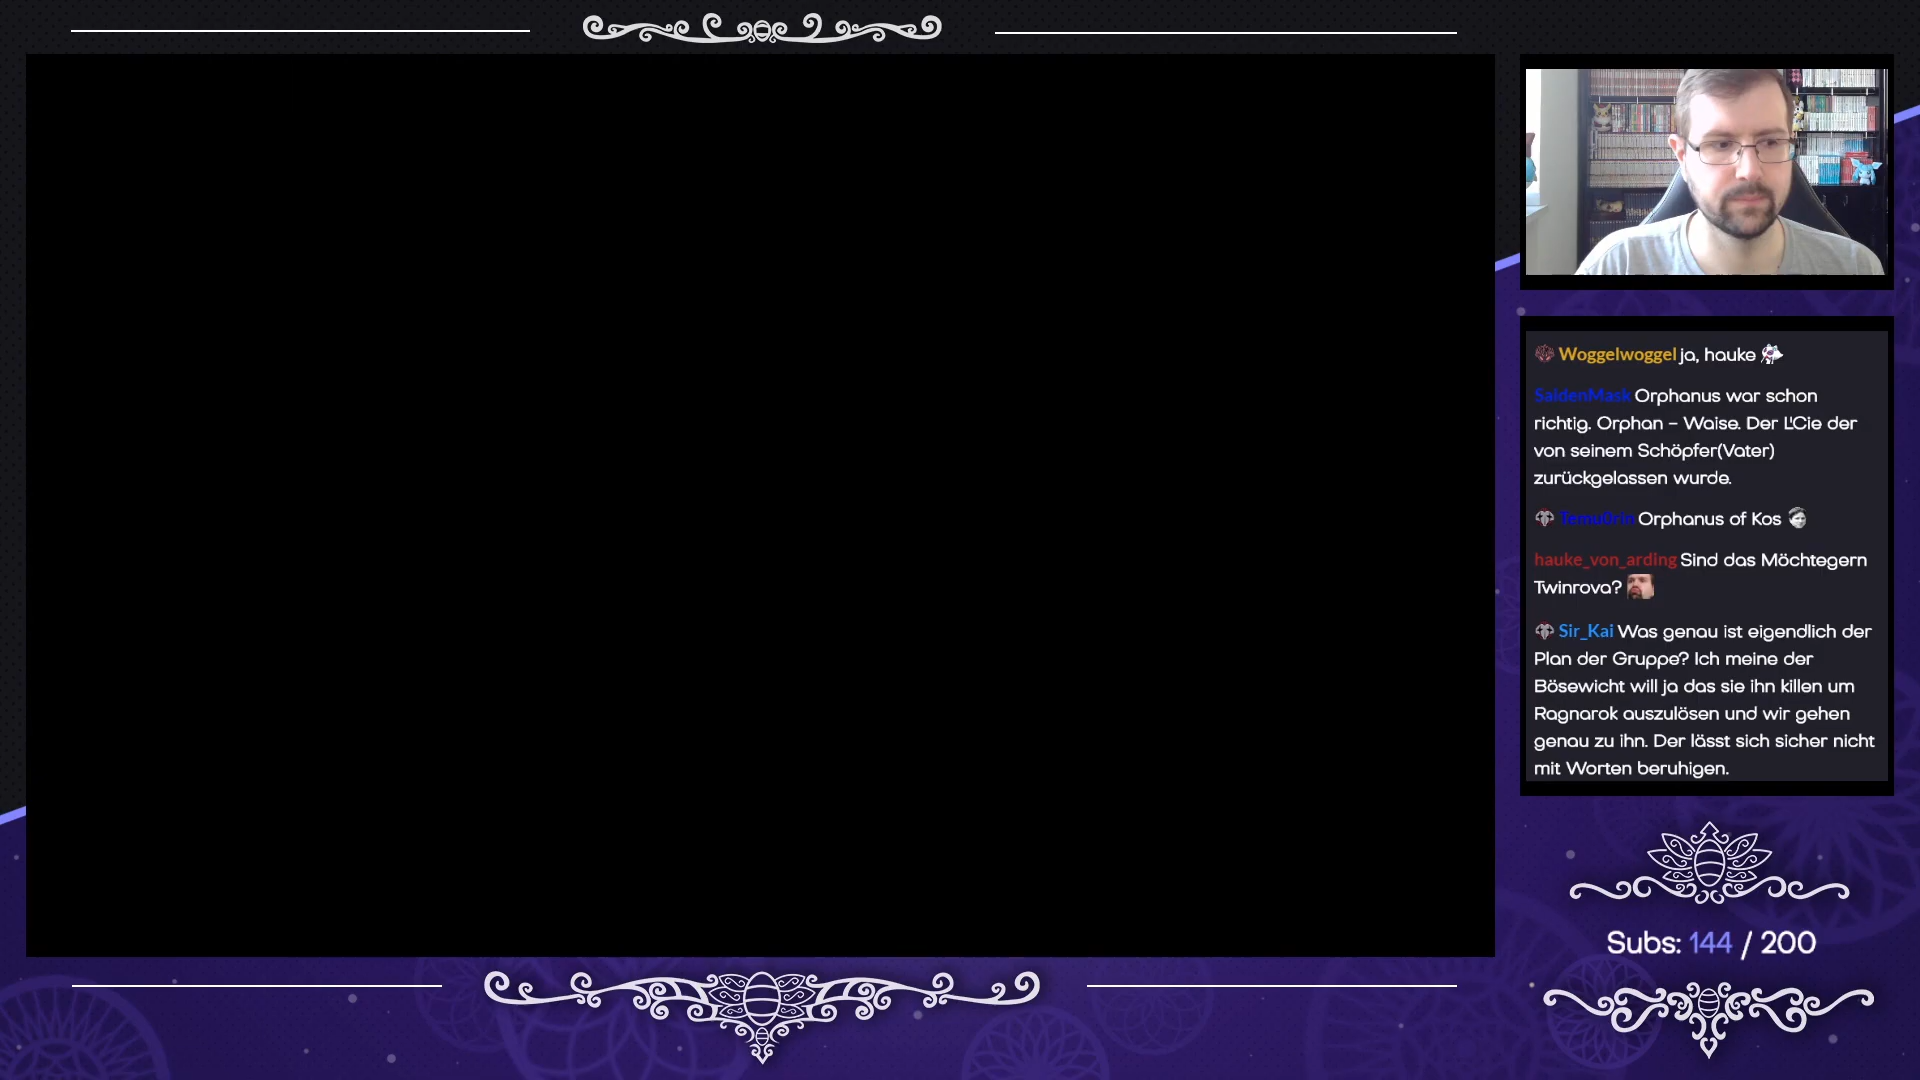 Woggelwoggel ja, hauke
SaldenMask Orphanus war schon
richtig. Orphan – Waise. Der L'Cie der
von seinem Schöpfer(Vater)
zurückgelassen wurde.
Temu0rin Orphanus of Kos
hauke_von_arding Sind das Möchtegern
Twinrova?
Sir_Kai Was genau ist eigendlich der
Plan der Gruppe? Ich meine der
Bösewicht will ja das sie ihn killen um
Ragnarok auszulösen und wir gehen
genau zu ihn. Der lässt sich sicher nicht
mit Worten beruhigen.
Subs: 144 / 200